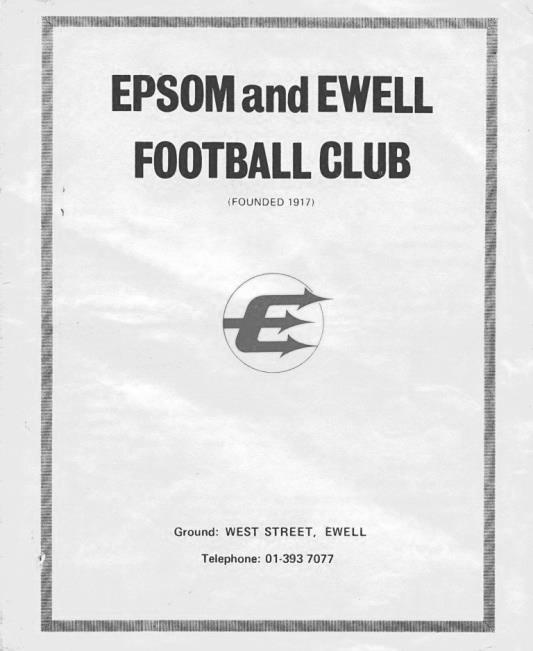 EPSOM and EWELL
FOOTBALL CLUB
(FOUNDED 1917)
E
Ground: WEST STREET, EWELL
Telephone: 01-393 7077